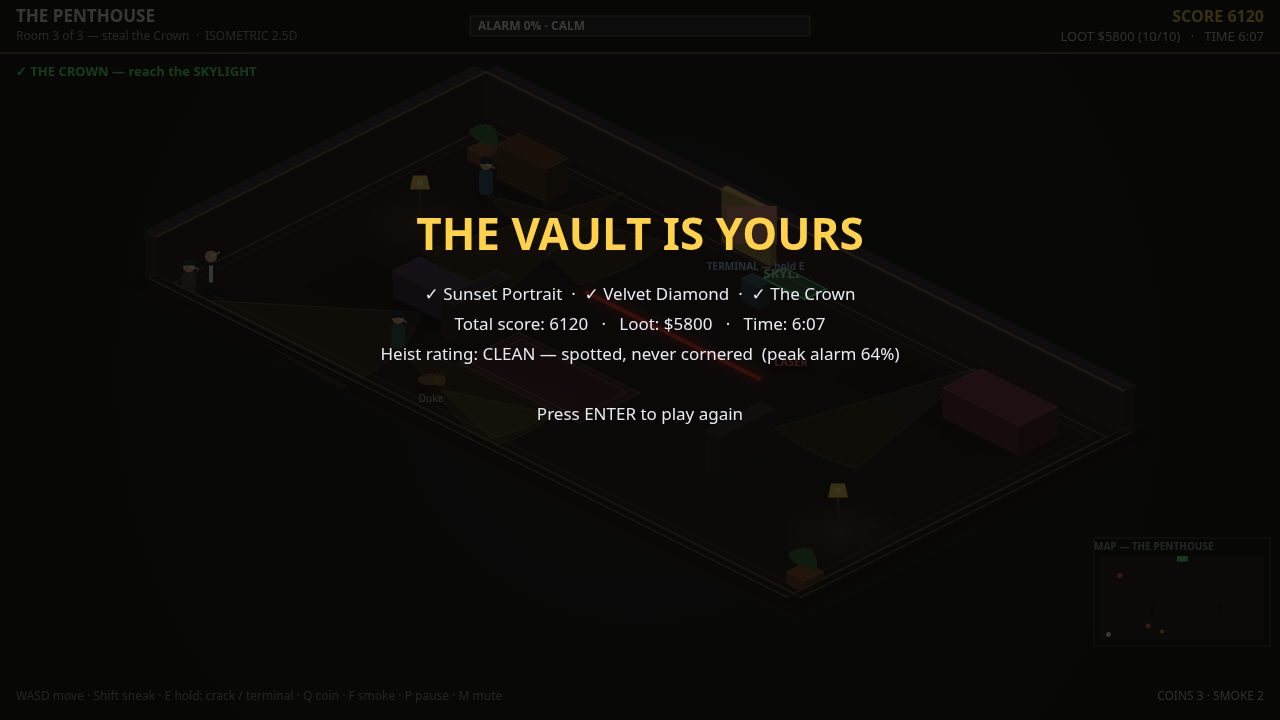 THE PENTHOUSE
Room 3 of 3 — steal the Crown · ISOMETRIC 2.5D
ALARM 0% · CALM
SCORE 6120
LOOT $5800 (10/10) · TIME 6:07
✓ THE CROWN — reach the SKYLIGHT
THE VAULT IS YOURS
TERMINAL — hold E
✓ Sunset Portrait · ✓ Velvet Diamond · ✓ The Crown
Total score: 6120 · Loot: $5800 · Time: 6:07
Heist rating: CLEAN — spotted, never cornered (peak alarm 64%)
LASER
Duke
Press ENTER to play again
MAP — THE PENTHOUSE
WASD move · Shift sneak · E hold: crack / terminal · Q coin · F smoke · P pause · M mute
COINS 3 · SMOKE 2